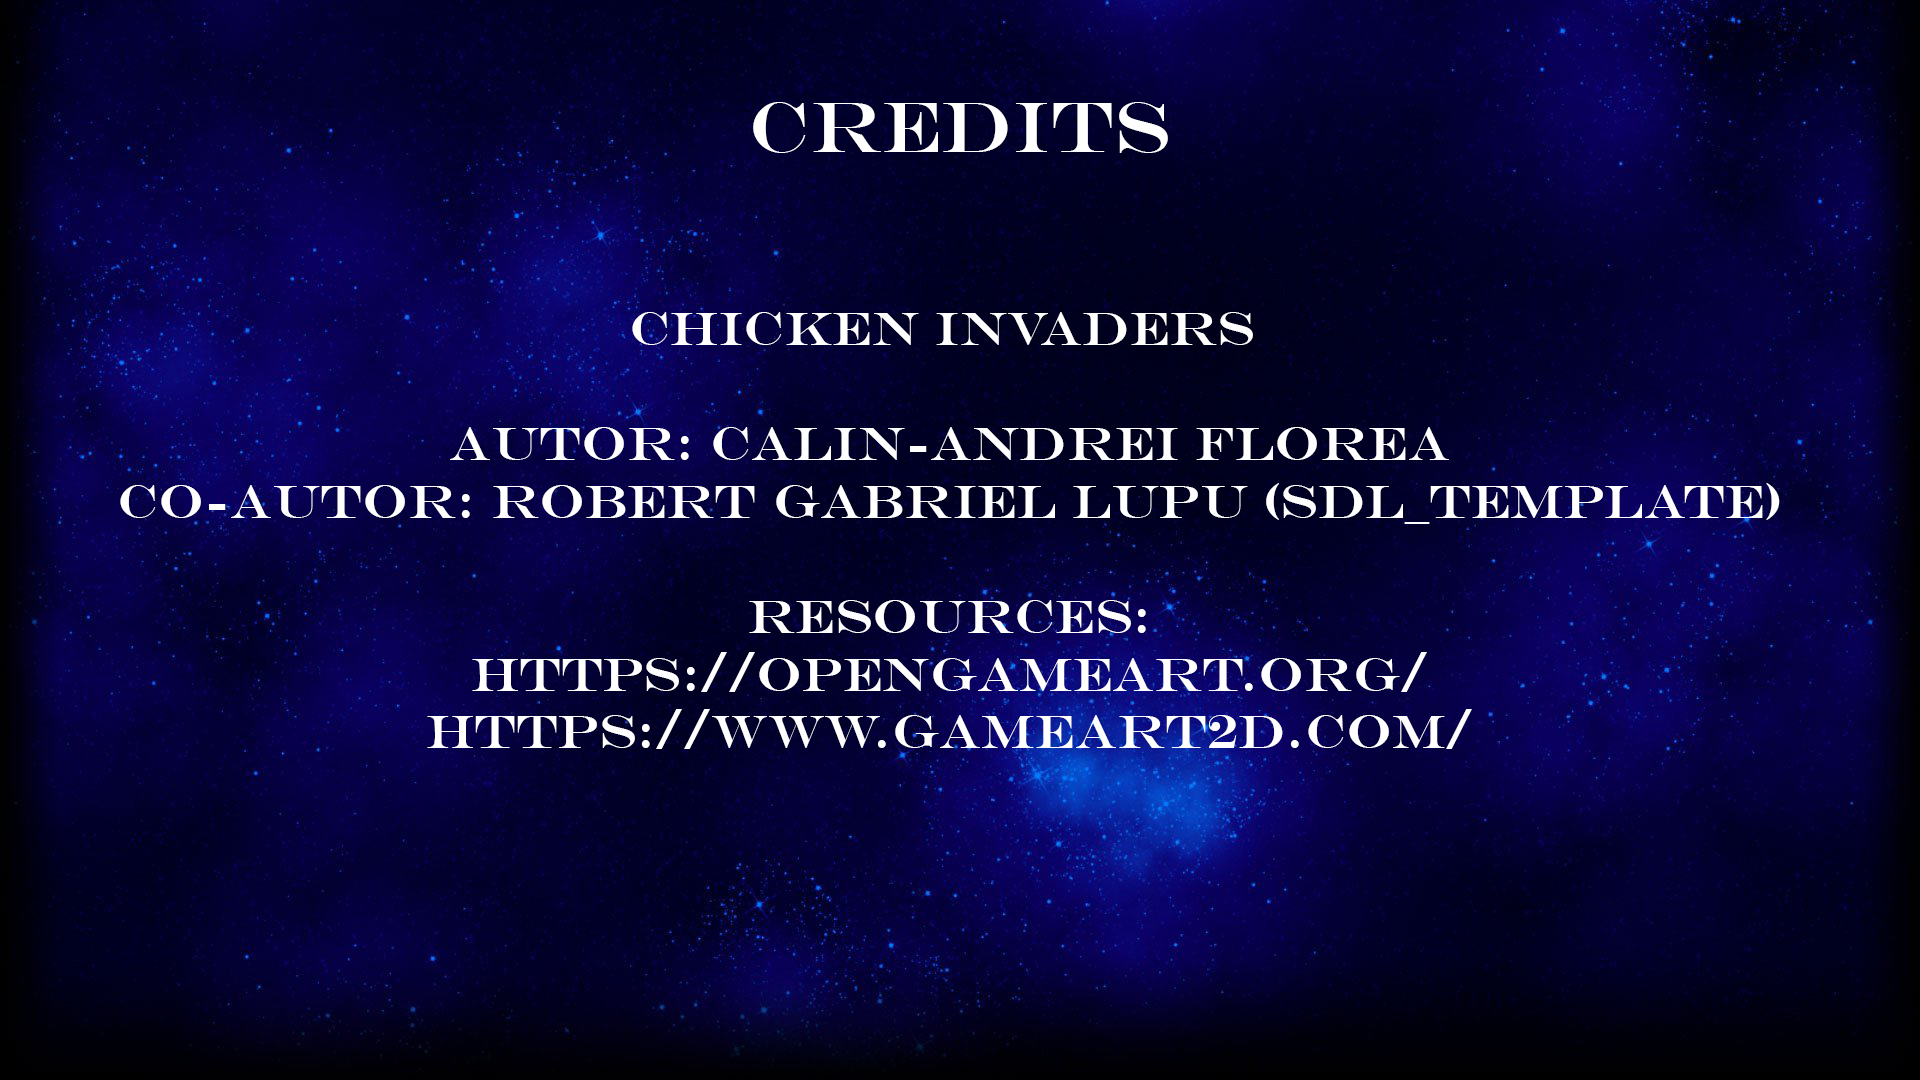 CREDITS
CHICKEN INVADERS
AUTOR: CALIN-ANDREI FLOREA
CO-AUTOR: ROBERT GABRIEL LUPU (SDL_TEMPLATE)
RESOURCES:
HTTPS://OPENGAMEART.ORG/
HTTPS://WWW.GAMEART2D.COM/